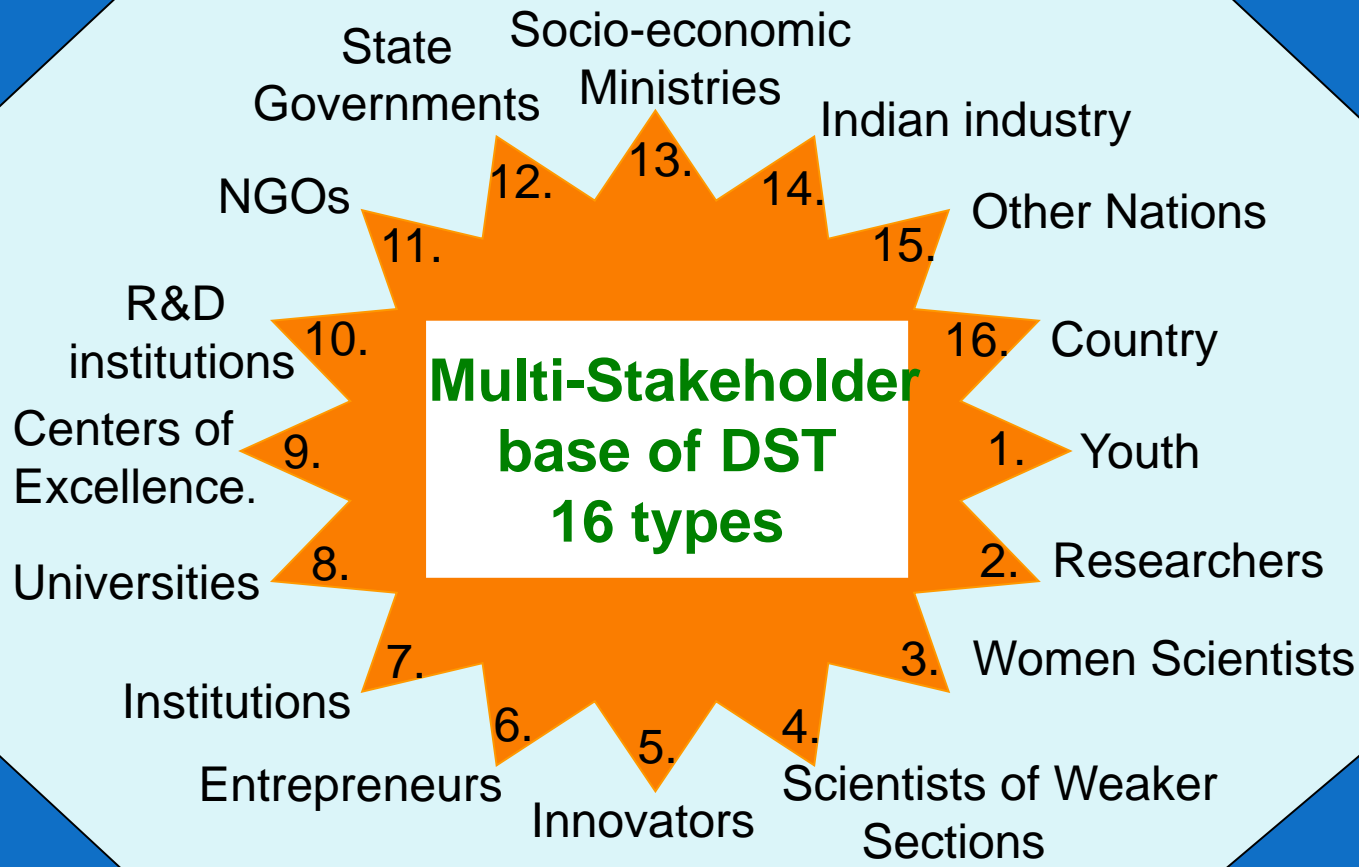 Multi-Stakeholder
base of DST
16 types
1. Youth
2. Researchers
3. Women Scientists
4. Scientists of Weaker
Sections
5. Innovators
6. Entrepreneurs
7. Institutions
8. Universities
9. Centers of
Excellence.
10. R&D
institutions
11. NGOs
12. State
Governments
13. Socio-economic
Ministries
14. Indian industry
15. Other Nations
16. Country